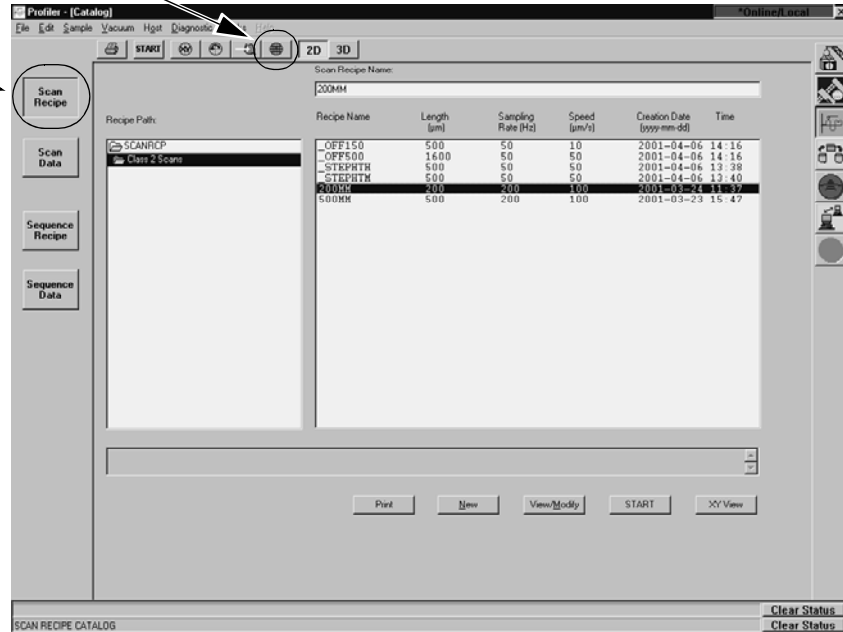 Profiler - [Catalog]
*Online/Local
File Edit Sample Vacuum Host Diagnostic
START 2D 3D
Scan Recipe
Scan Data
Sequence Recipe
Sequence Data
Scan Recipe Name:
200MM
Recipe Path:
SCANRCP
Class 2 Scans
Recipe Name Length (µm) Sampling Rate (Hz) Speed (µm/s) Creation Date (yyyy-mm-dd) Time
_OFF150 500 50 10 2001-04-06 14:16
_OFF500 1600 50 50 2001-04-06 14:16
_STEPHTH 500 50 50 2001-04-06 13:38
_STEPHTM 500 50 50 2001-04-06 13:40
200MM 200 200 100 2001-03-24 11:37
500MM 500 200 100 2001-03-23 15:47
Print New View/Modify START XY View
Clear Status
SCAN RECIPE CATALOG Clear Status